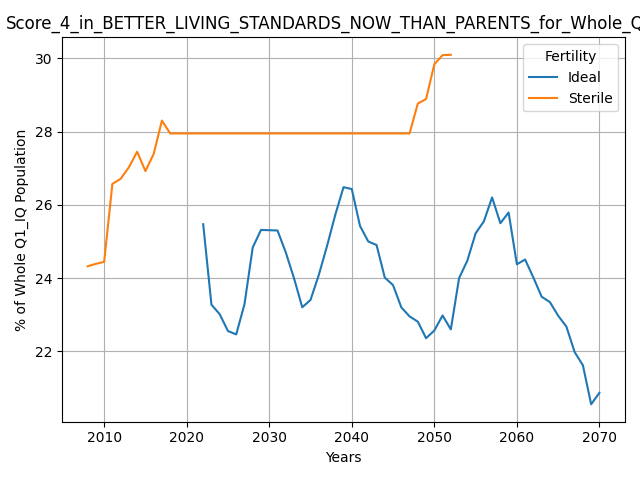 Score_4_in_BETTER_LIVING_STANDARDS_NOW_THAN_PARENTS_for_Whole_Q
30
28
26
24
22
% of Whole Q1_IQ Population
Fertility
Ideal
Sterile
2010 2020 2030 2040 2050 2060 2070
Years